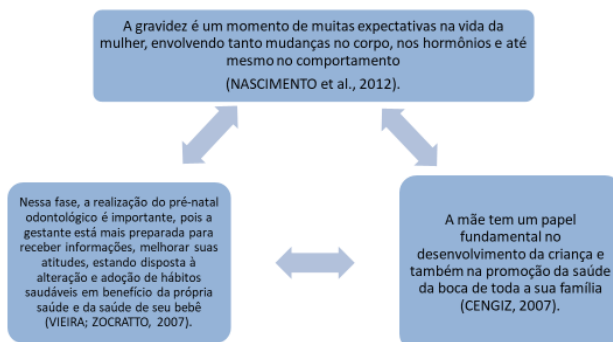 A gravidez é um momento de muitas expectativas na vida da
mulher, envolvendo tanto mudanças no corpo, nos hormônios e até
mesmo no comportamento
(NASCIMENTO et al., 2012).
Nessa fase, a realização do pré-natal
odontológico é importante, pois a
gestante está mais preparada para
receber informações, melhorar suas
atitudes, estando disposta à
alteração e adoção de hábitos
saudáveis em benefício da própria
saúde e da saúde de seu bebê
(VIEIRA; ZOCRATTO, 2007).
A mãe tem um papel
fundamental no
desenvolvimento da criança e
também na promoção da saúde
da boca de toda a sua família
(CENGIZ, 2007).